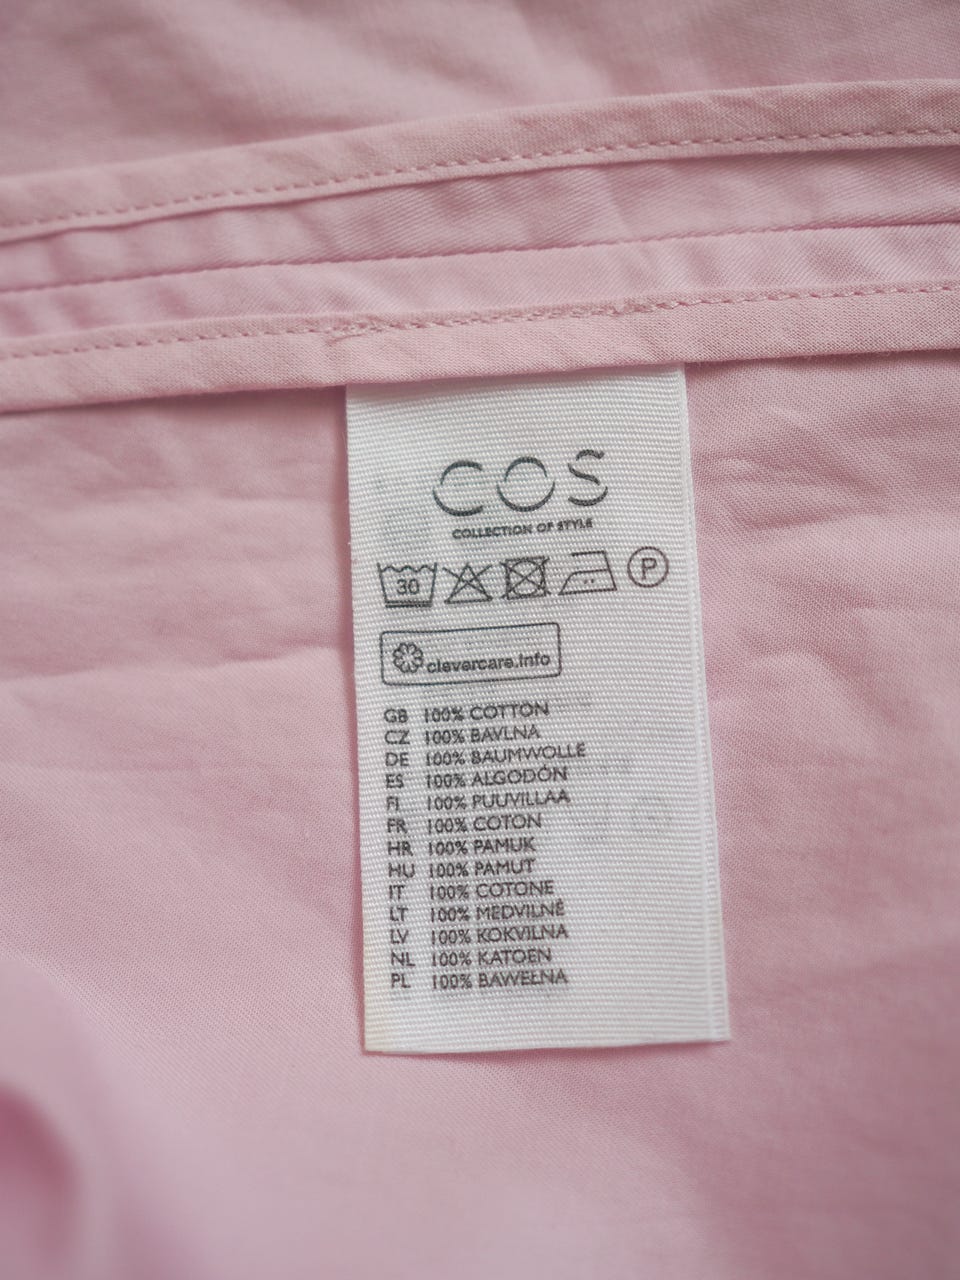 COS
COLLECTION OF STYLE
30 P
clevercare.info
GB 100% COTTON
CZ 100% BAVLNA
DE 100% BAUMWOLLE
ES 100% ALGODÓN
FI 100% PUUVILLAA
FR 100% COTON
HR 100% PAMUK
HU 100% PAMUT
IT 100% COTONE
LT 100% MEDVILNĖ
LV 100% KOKVILNA
NL 100% KATOEN
PL 100% BAWEŁNA